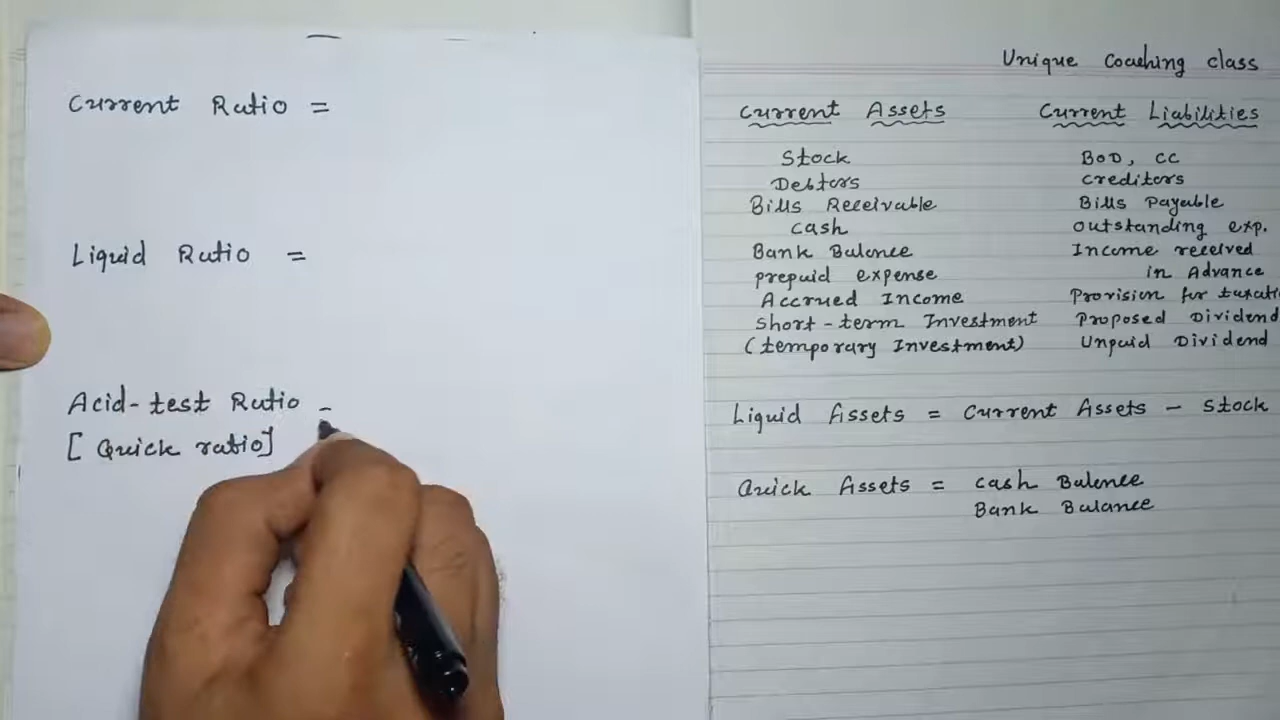 Current Ratio =
Liquid Ratio =
Acid-test Ratio =
[Quick ratio]
Unique Coaching class
Current Assets
Stock
Debtors
Bills Receivable
cash
Bank Balence
prepaid expense
Accrued Income
short-term Investment
(temporary Investment)
Current Liabilities
BOD, CC
creditors
Bills Payable
outstanding exp.
Income received
in Advance
Provision for taxati
Proposed Dividend
Unpaid Dividend
Liquid Assets = Current Assets - Stock
Quick Assets = Cash Balence
Bank Balance